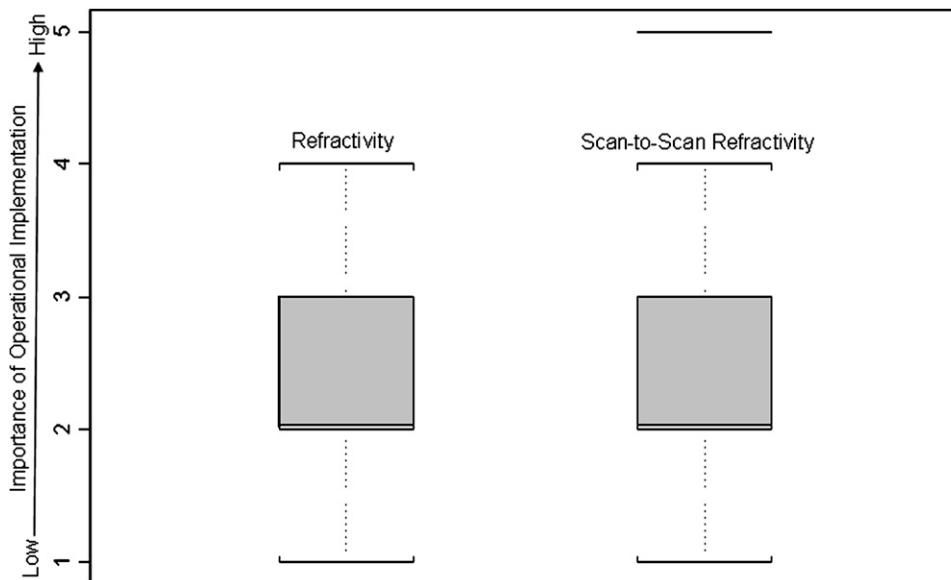 Importance of Operational Implementation
Low
High
5
4
3
2
1
Refractivity
Scan-to-Scan Refractivity